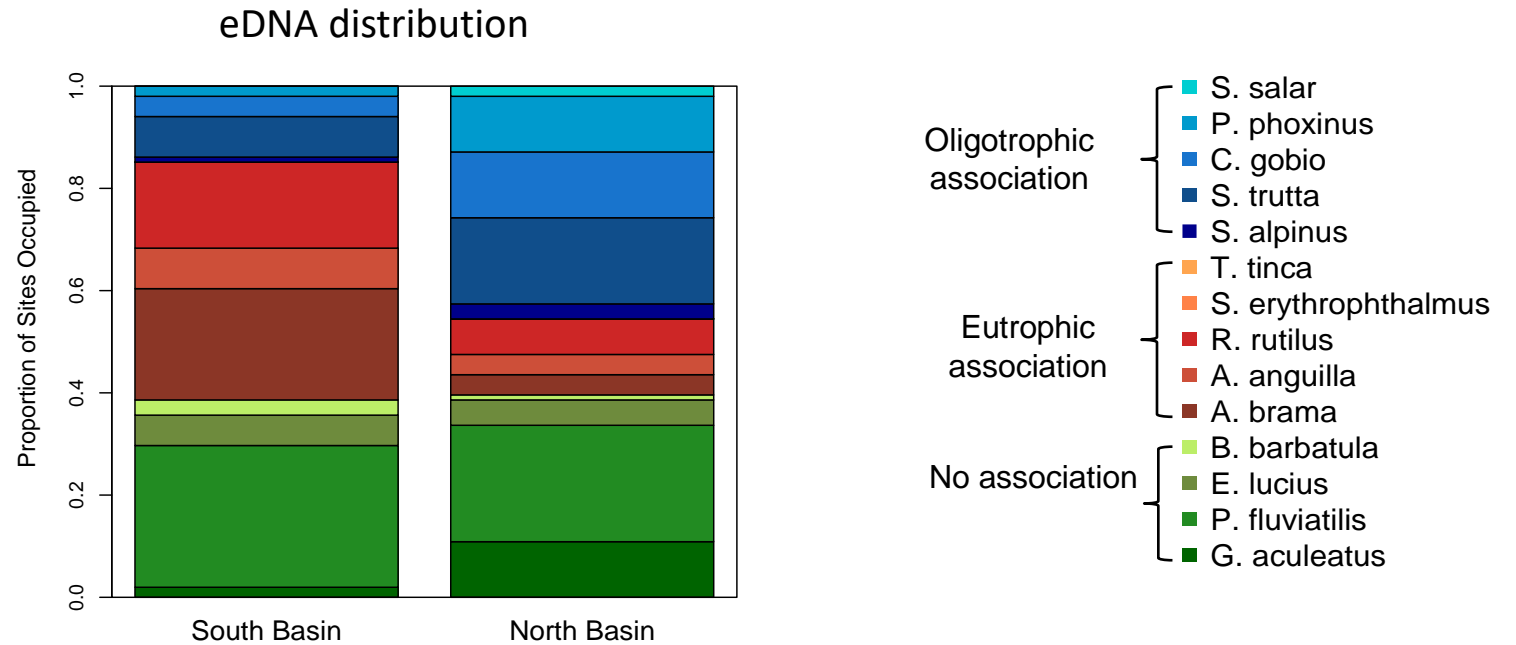 eDNA distribution
Proportion of Sites Occupied
1.0
0.8
0.6
0.4
0.2
0.0
South Basin
North Basin
Oligotrophic
association
S. salar
P. phoxinus
C. gobio
S. trutta
S. alpinus
Eutrophic
association
T. tinca
S. erythrophthalmus
R. rutilus
A. anguilla
A. brama
No association
B. barbatula
E. lucius
P. fluviatilis
G. aculeatus